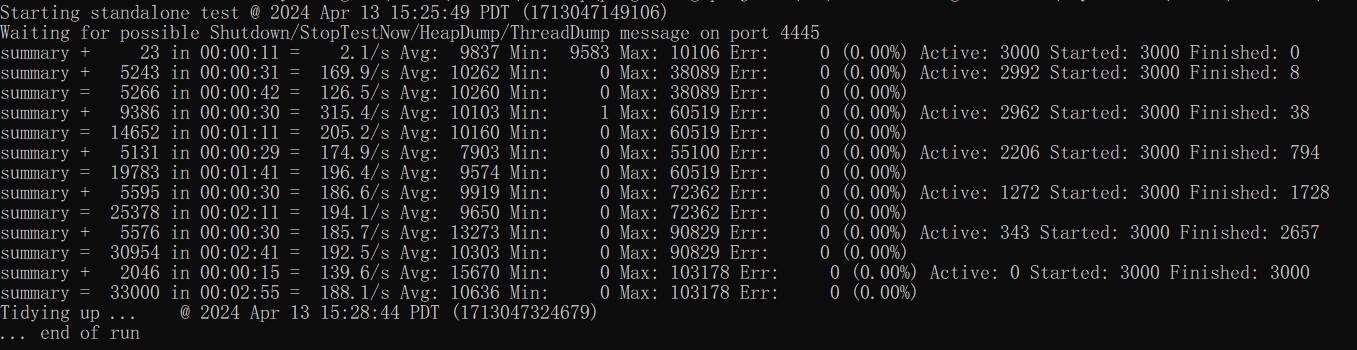 Starting standalone test @ 2024 Apr 13 15:25:49 PDT (1713047149106)
Waiting for possible Shutdown/StopTestNow/HeapDump/ThreadDump message on port 4445
summary +     23 in 00:00:11 =    2.1/s Avg:  9837 Min:  9583 Max: 10106 Err:     0 (0.00%) Active: 3000 Started: 3000 Finished: 0
summary +   5243 in 00:00:31 =  169.9/s Avg: 10262 Min:     0 Max: 38089 Err:     0 (0.00%) Active: 2992 Started: 3000 Finished: 8
summary =   5266 in 00:00:42 =  126.5/s Avg: 10260 Min:     0 Max: 38089 Err:     0 (0.00%)
summary +   9386 in 00:00:30 =  315.4/s Avg: 10103 Min:     1 Max: 60519 Err:     0 (0.00%) Active: 2962 Started: 3000 Finished: 38
summary =  14652 in 00:01:11 =  205.2/s Avg: 10160 Min:     0 Max: 60519 Err:     0 (0.00%)
summary +   5131 in 00:00:29 =  174.9/s Avg:  7903 Min:     0 Max: 55100 Err:     0 (0.00%) Active: 2206 Started: 3000 Finished: 794
summary =  19783 in 00:01:41 =  196.4/s Avg:  9574 Min:     0 Max: 60519 Err:     0 (0.00%)
summary +   5595 in 00:00:30 =  186.6/s Avg:  9919 Min:     0 Max: 72362 Err:     0 (0.00%) Active: 1272 Started: 3000 Finished: 1728
summary =  25378 in 00:02:11 =  194.1/s Avg:  9650 Min:     0 Max: 72362 Err:     0 (0.00%)
summary +   5576 in 00:00:30 =  185.7/s Avg: 13273 Min:     0 Max: 90829 Err:     0 (0.00%) Active: 343 Started: 3000 Finished: 2657
summary =  30954 in 00:02:41 =  192.5/s Avg: 10303 Min:     0 Max: 90829 Err:     0 (0.00%)
summary +   2046 in 00:00:15 =  139.6/s Avg: 15670 Min:     0 Max: 103178 Err:     0 (0.00%) Active: 0 Started: 3000 Finished: 3000
summary =  33000 in 00:02:55 =  188.1/s Avg: 10636 Min:     0 Max: 103178 Err:     0 (0.00%)
Tidying up ...    @ 2024 Apr 13 15:28:44 PDT (1713047324679)
... end of run